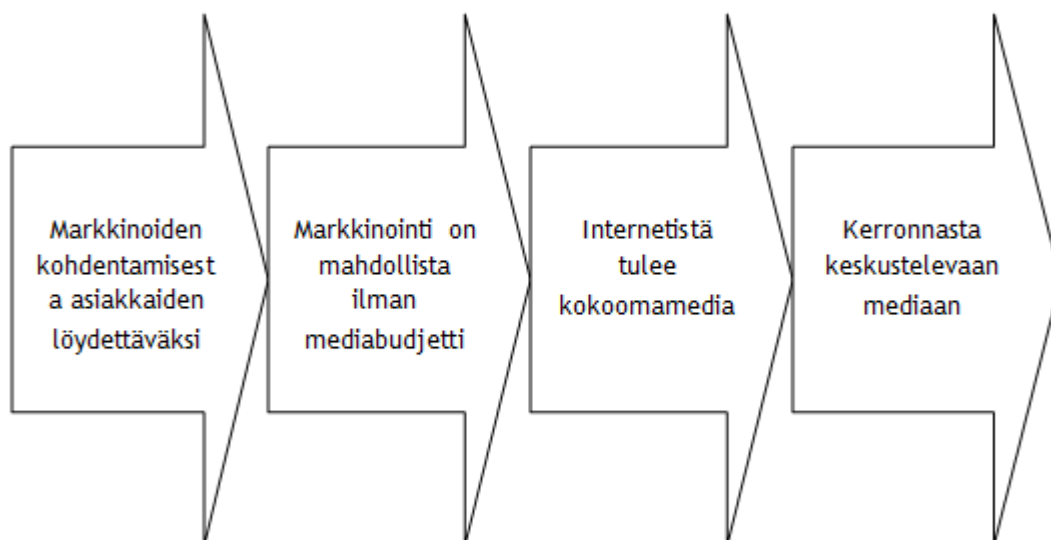 Markkinoiden
kohdentamisest
a asiakkaiden
löydettäväksi
Markkinointi on
mahdollista
ilman
mediabudjetti
Internetistä
tulee
kokoomamedia
Kerronnasta
keskustelevaan
mediaan